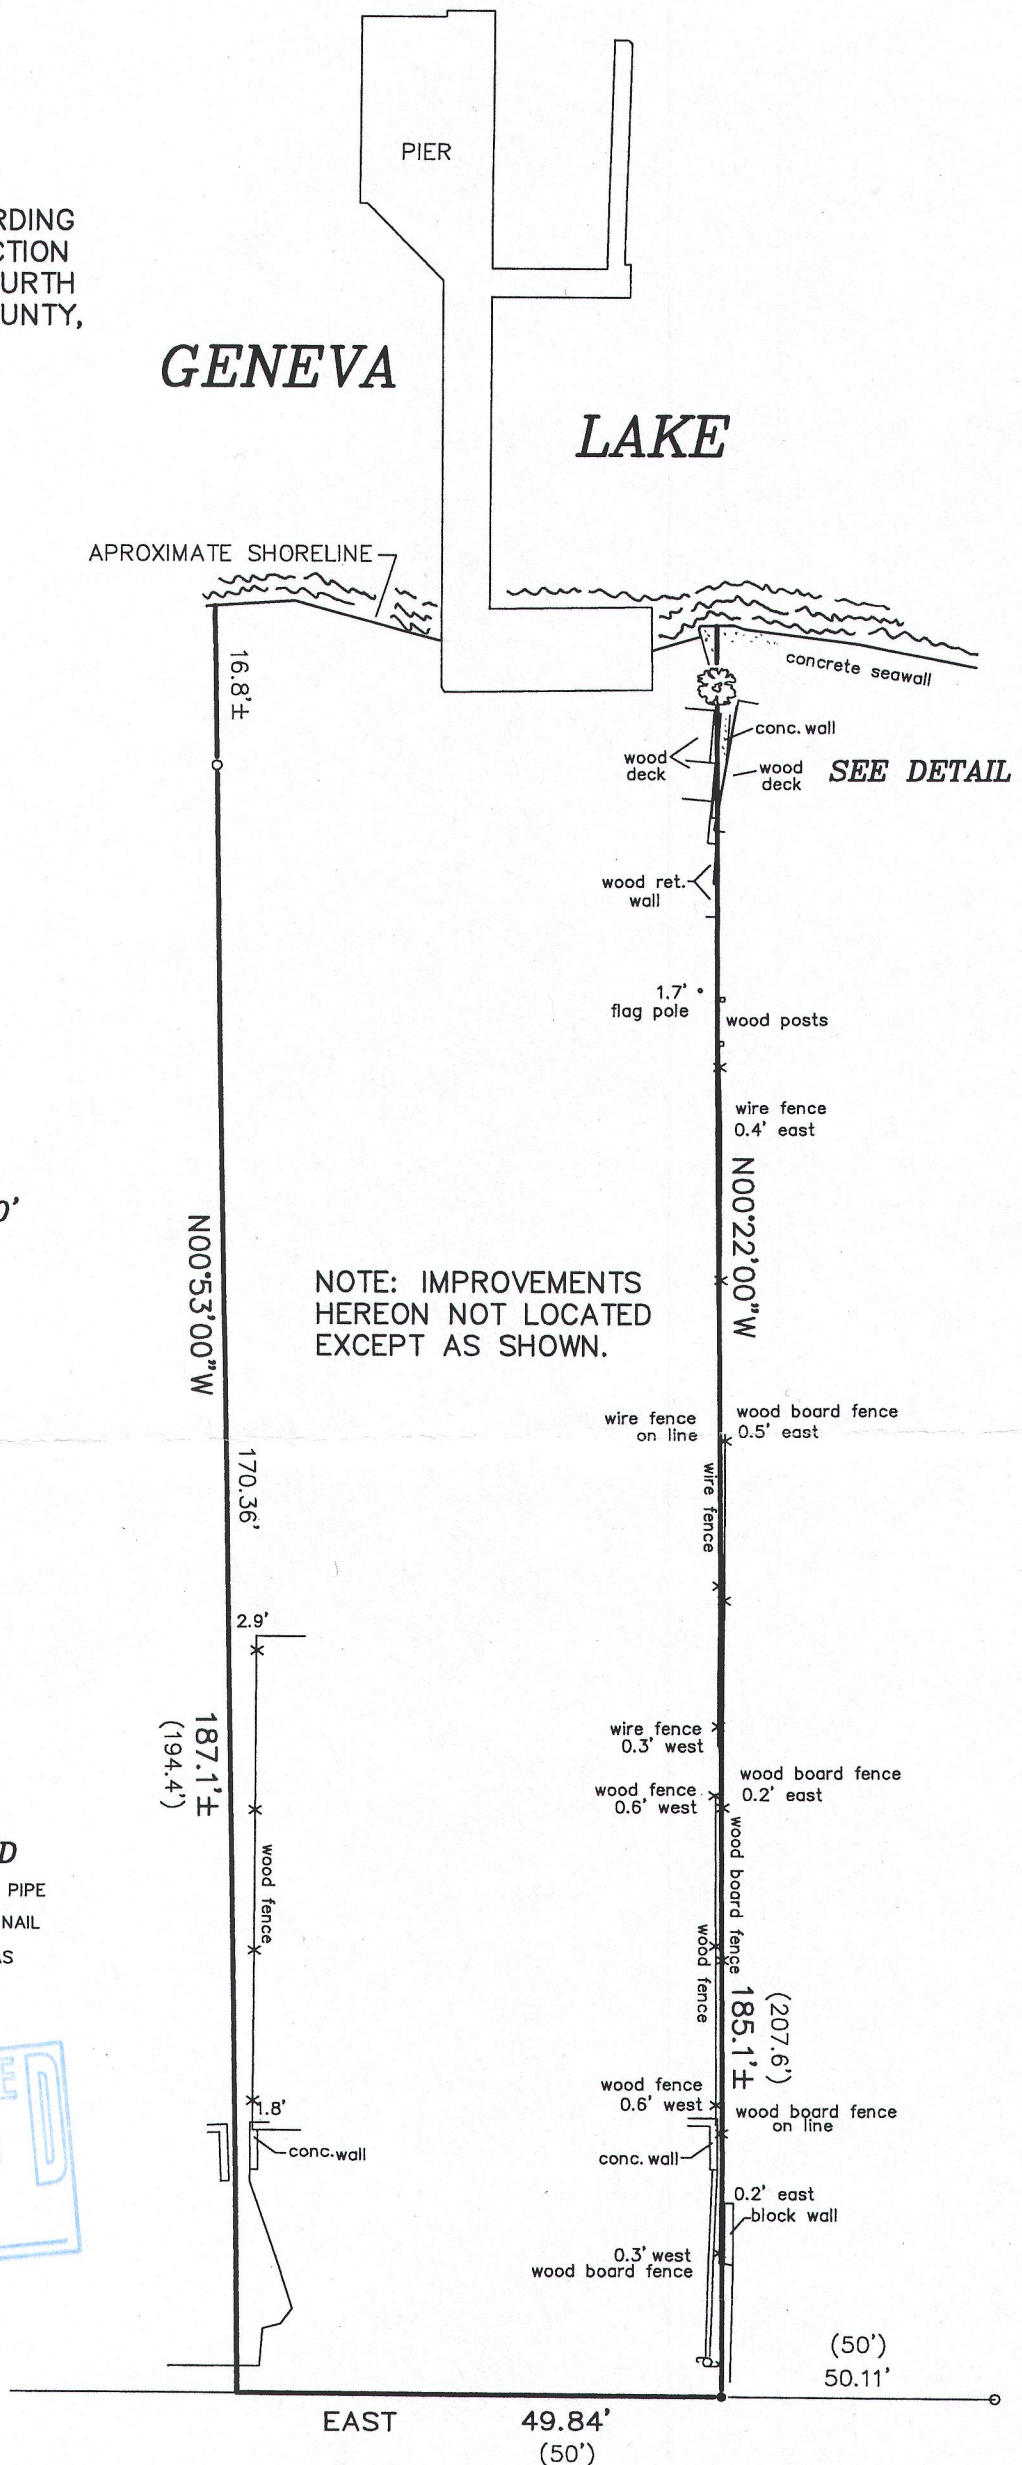 PIER
RDING
CTION
URTH
UNTY,
GENEVA
LAKE
APROXIMATE SHORELINE
16.8'±
concrete seawall
conc. wall
wood
deck
wood
deck
SEE DETAIL
wood ret.
wall
1.7'
flag pole
wood posts
wire fence
0.4' east
0'
N00°53'00"W
N00°22'00"W
NOTE: IMPROVEMENTS
HEREON NOT LOCATED
EXCEPT AS SHOWN.
wire fence
on line
wood board fence
0.5' east
wire fence
170.36'
2.9'
187.1'±
(194.4')
wire fence
0.3' west
wood fence
0.6' west
wood board fence
0.2' east
wood fence
wood board fence
wood fence
D
PIPE
NAIL
AS
(207.6')
185.1'±
wood fence
0.6' west
1.8'
wood board fence
on line
conc.wall
conc. wall
0.2' east
block wall
0.3' west
wood board fence
(50')
50.11'
EAST 49.84'
(50')